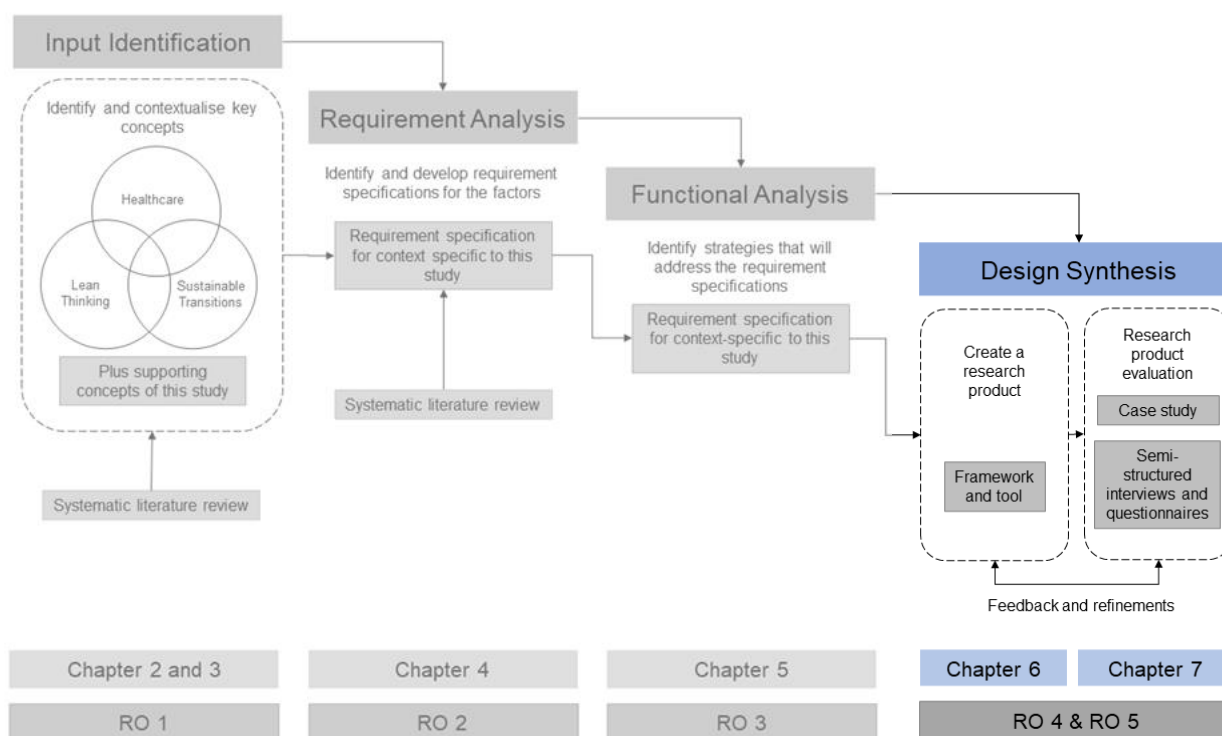 Input Identification
Identify and contextualise key
concepts
Healthcare
Lean
Thinking
Sustainable
Transitions
Plus supporting
concepts of this study
Systematic literature review
Requirement Analysis
Identify and develop requirement
specifications for the factors
Requirement specification
for context specific to this
study
Systematic literature review
Functional Analysis
Identify strategies that will
address the requirement
specifications
Requirement specification
for context-specific to this
study
Design Synthesis
Create a
research
product
Framework
and tool
Research
product
evaluation
Case study
Semi-
structured
interviews and
questionnaires
Feedback and refinements
Chapter 2 and 3
Chapter 4
Chapter 5
Chapter 6
Chapter 7
RO 1
RO 2
RO 3
RO 4 & RO 5